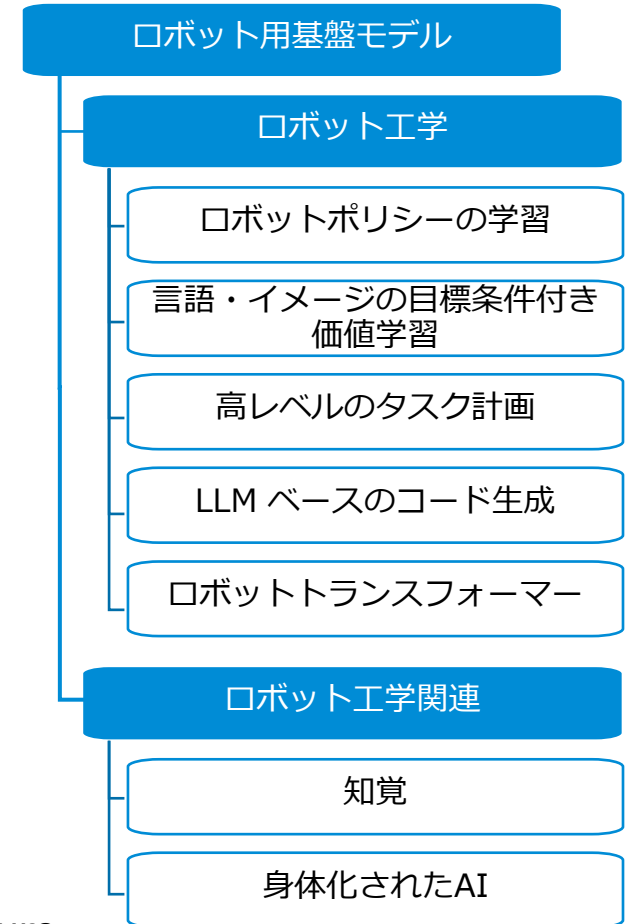 ロボット用基盤モデル
ロボット工学
ロボットポリシーの学習
言語・イメージの目標条件付き
価値学習
高レベルのタスク計画
LLM ベースのコード生成
ロボットトランスフォーマー
ロボット工学関連
知覚
身体化されたAI